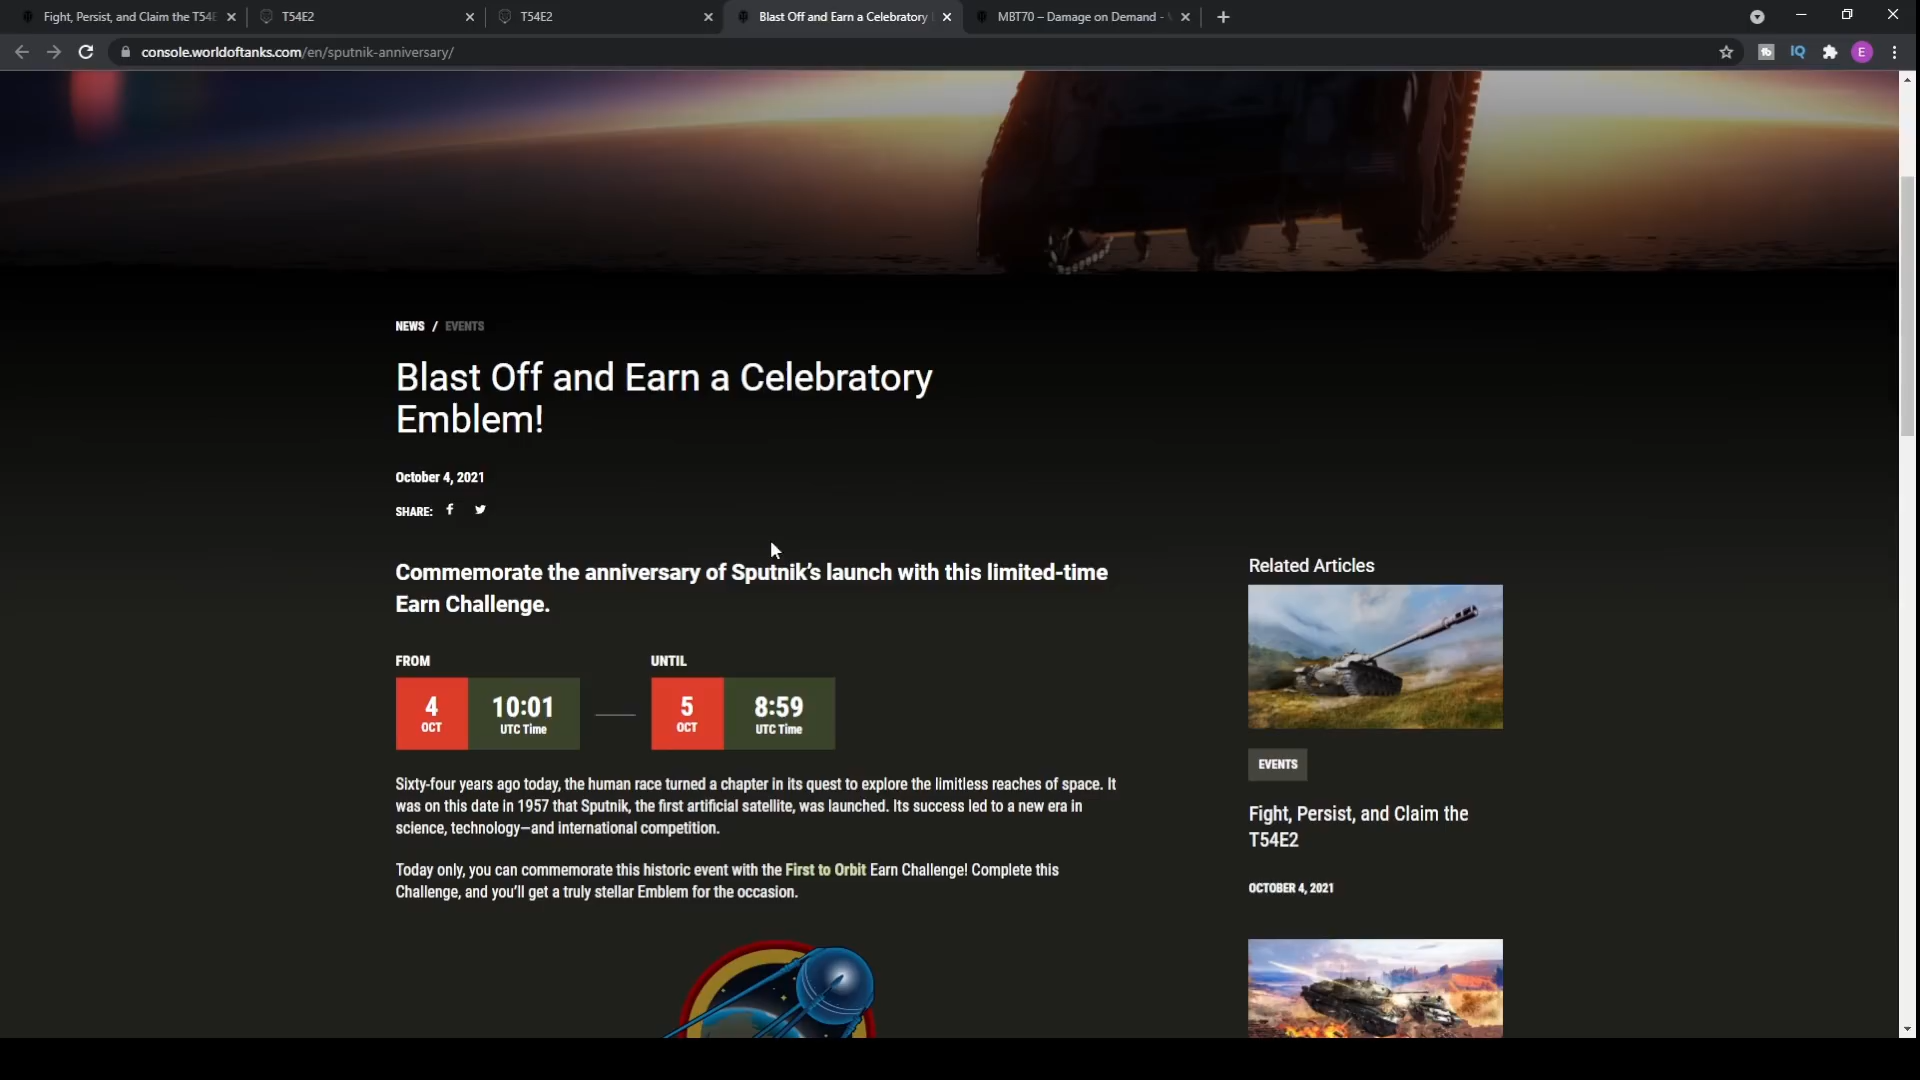 Fight, Persist, and Claim the T54E
T54E2
T54E2
Blast Off and Earn a Celebratory
MBT70 – Damage on Demand -
console.worldoftanks.com/en/sputnik-anniversary/
IQ
E
NEWS / EVENTS
Blast Off and Earn a Celebratory
Emblem!
October 4, 2021
SHARE:
Commemorate the anniversary of Sputnik’s launch with this limited-time
Earn Challenge.
FROM
UNTIL
4
OCT
10:01
UTC Time
5
OCT
8:59
UTC Time
Sixty-four years ago today, the human race turned a chapter in its quest to explore the limitless reaches of space. It
was on this date in 1957 that Sputnik, the first artificial satellite, was launched. Its success led to a new era in
science, technology—and international competition.
Today only, you can commemorate this historic event with the First to Orbit Earn Challenge! Complete this
Challenge, and you’ll get a truly stellar Emblem for the occasion.
Related Articles
EVENTS
Fight, Persist, and Claim the
T54E2
OCTOBER 4, 2021